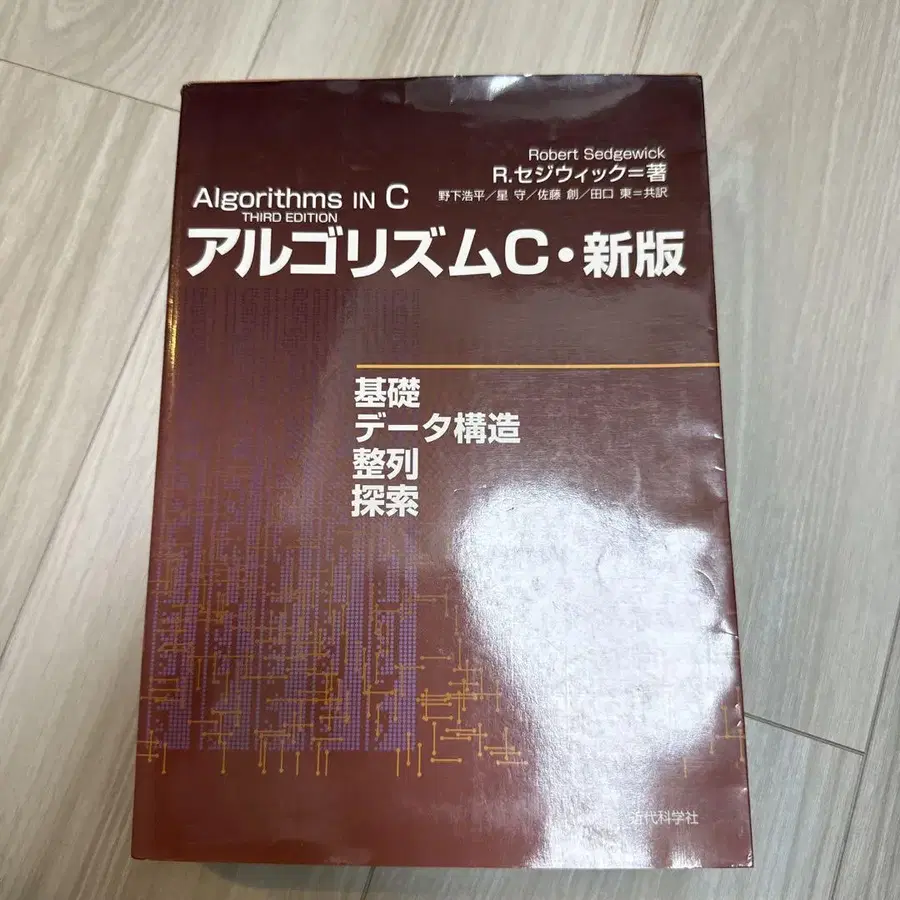 Robert Sedgewick
R.セジウィック=著
野下浩平/星 守/佐藤 創/田口 東=共訳
Algorithms IN C
THIRD EDITION
アルゴリズムC・新版
基礎
データ構造
整列
探索
近代科学社